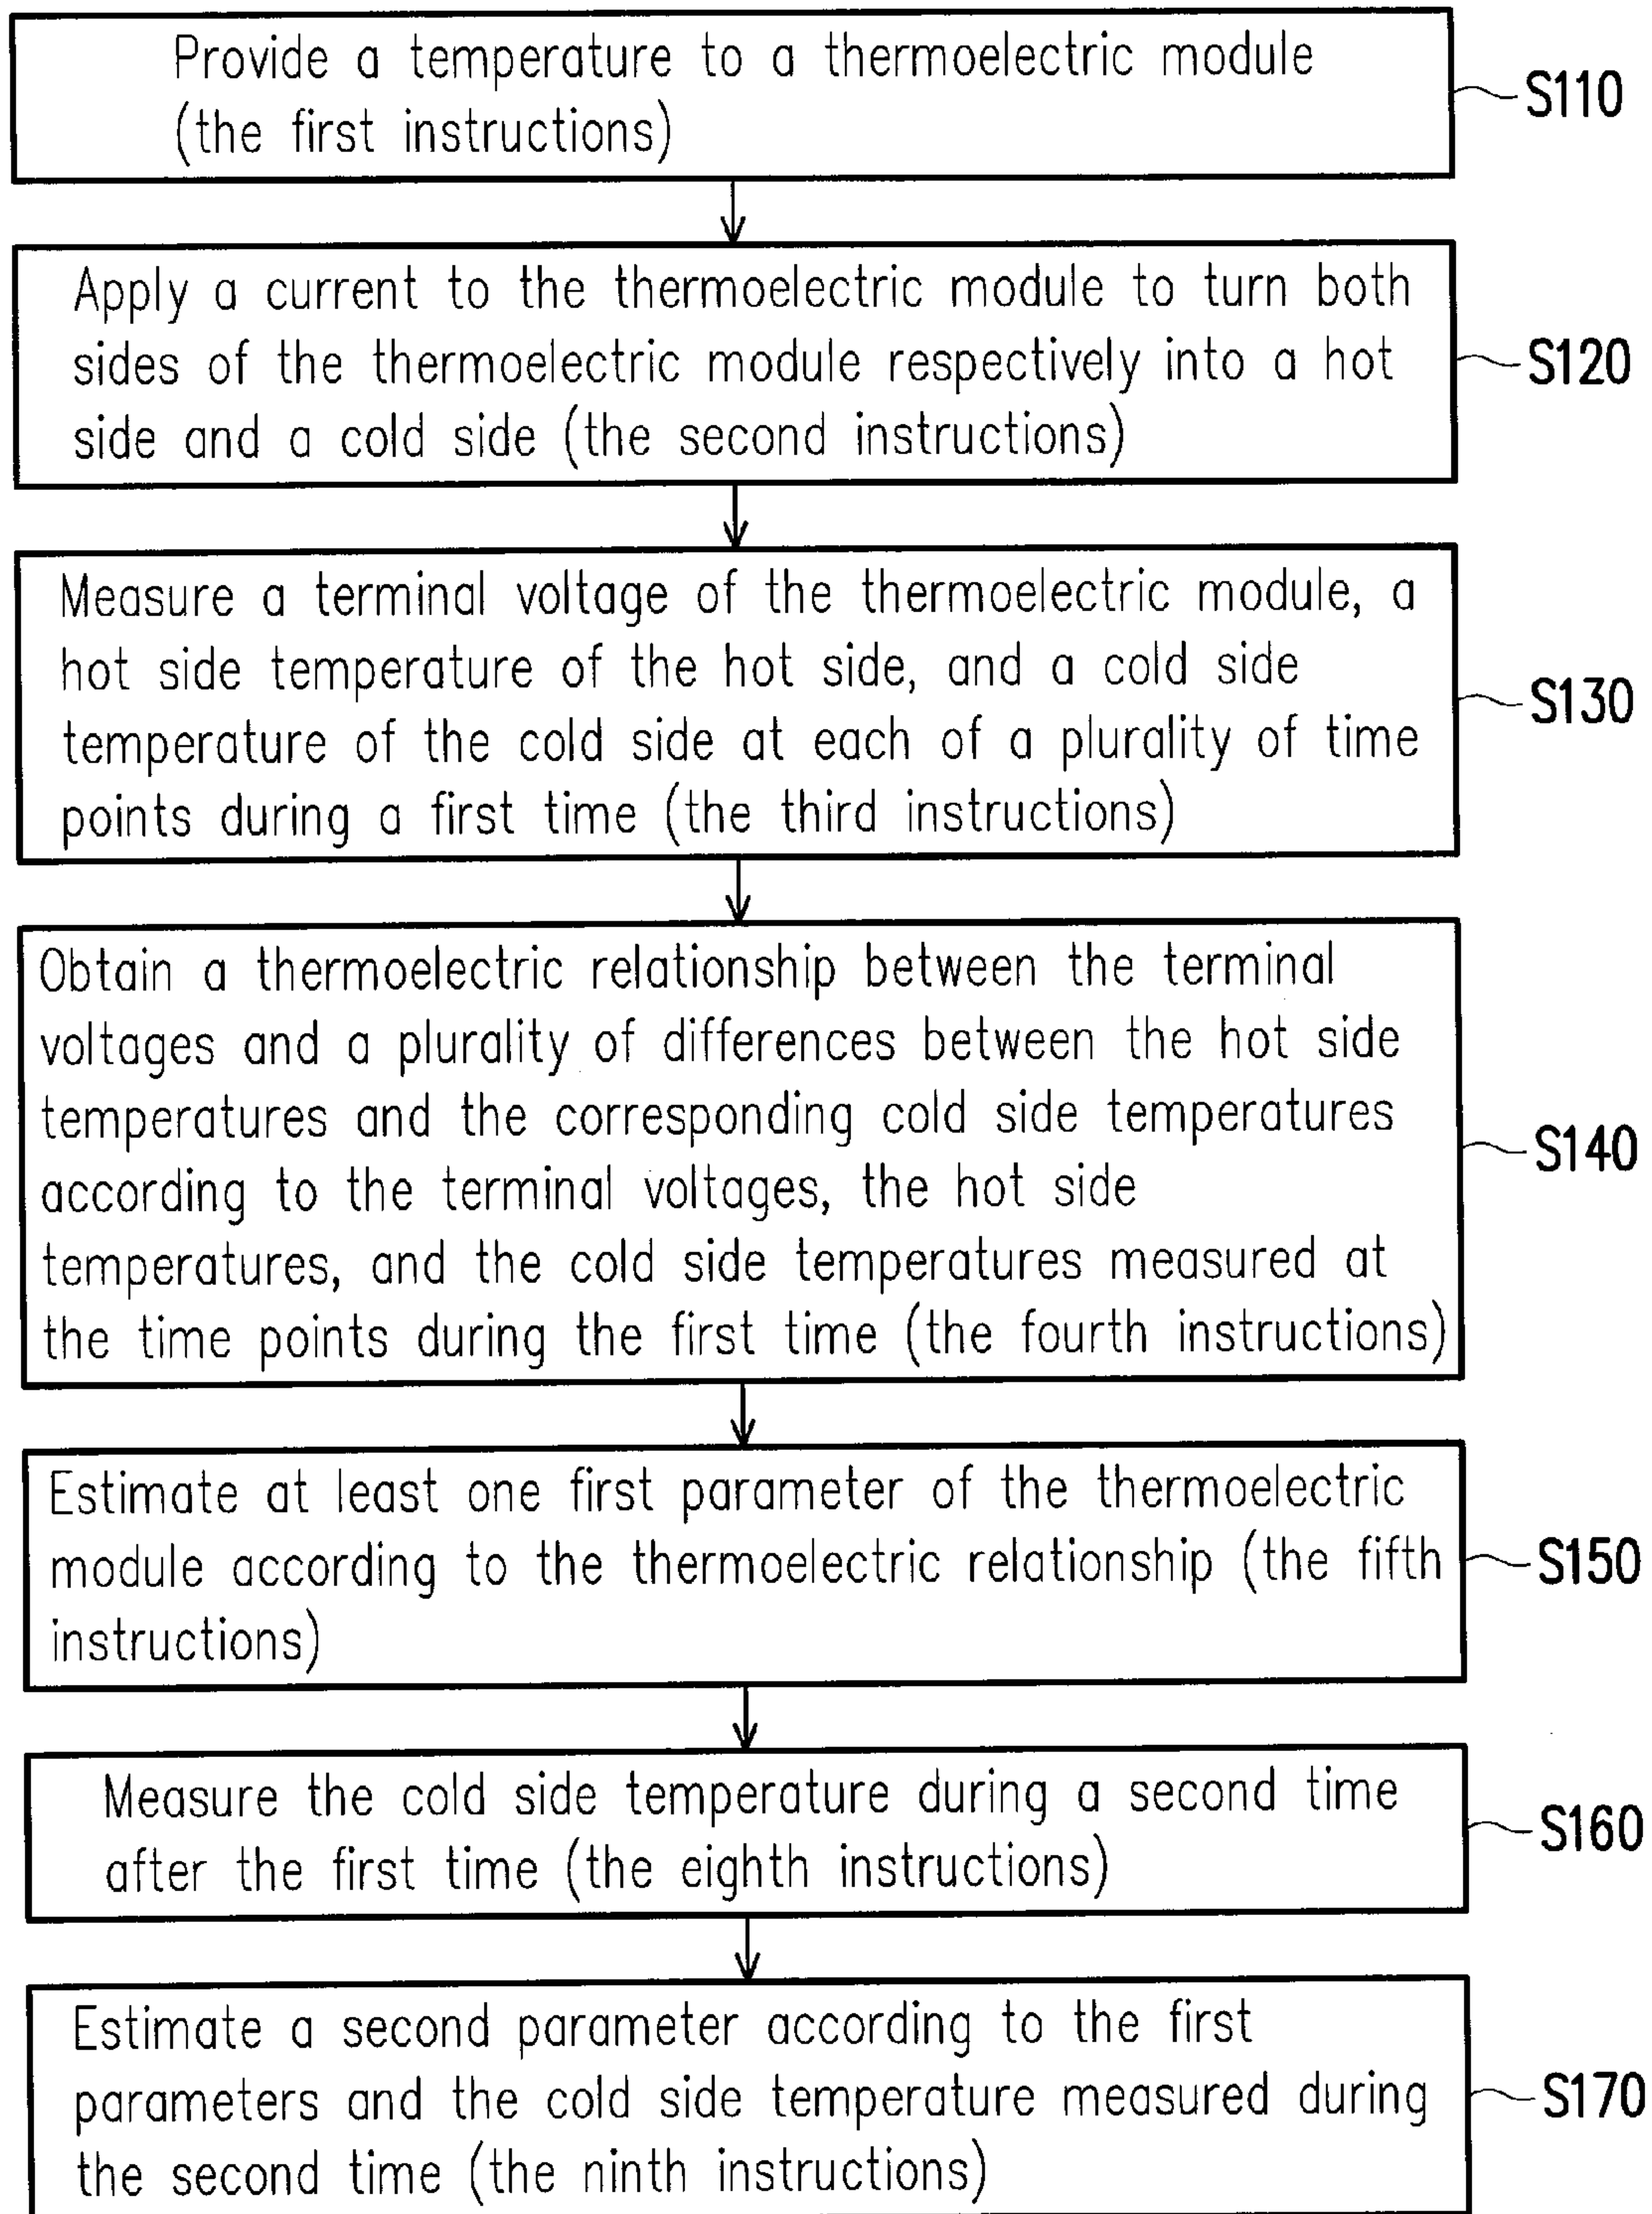 Provide a temperature to a thermoelectric module
(the first instructions)
S110
Apply a current to the thermoelectric module to turn both
sides of the thermoelectric module respectively into a hot
side and a cold side (the second instructions)
S120
Measure a terminal voltage of the thermoelectric module, a
hot side temperature of the hot side, and a cold side
temperature of the cold side at each of a plurality of time
points during a first time (the third instructions)
S130
Obtain a thermoelectric relationship between the terminal
voltages and a plurality of differences between the hot side
temperatures and the corresponding cold side temperatures
according to the terminal voltages, the hot side
temperatures, and the cold side temperatures measured at
the time points during the first time (the fourth instructions)
S140
Estimate at least one first parameter of the thermoelectric
module according to the thermoelectric relationship (the fifth
instructions)
S150
Measure the cold side temperature during a second time
after the first time (the eighth instructions)
S160
Estimate a second parameter according to the first
parameters and the cold side temperature measured during
the second time (the ninth instructions)
S170